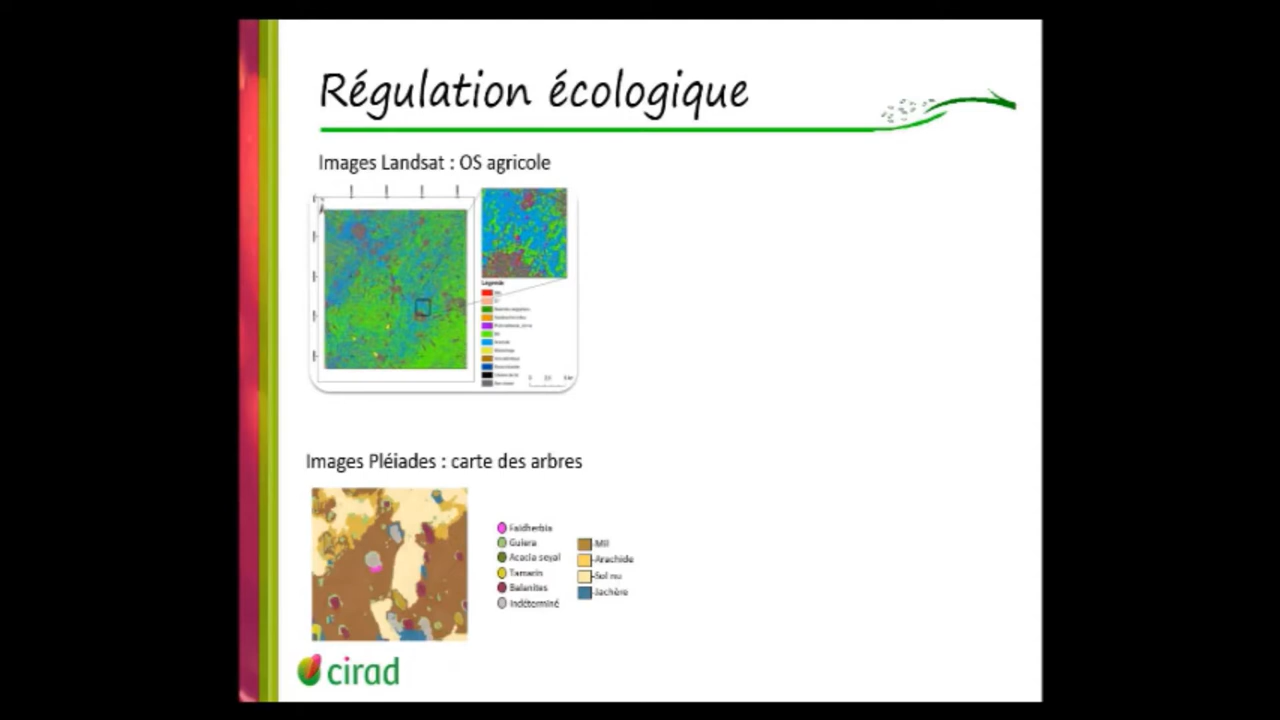 Régulation écologique
Images Landsat : OS agricole
Légende
Images Pléiades : carte des arbres
Faidherbia
Guiera
Acacia seyal
Tamarin
Balanites
Indéterminé
Mil
Arachide
Sol nu
Jachère
cirad